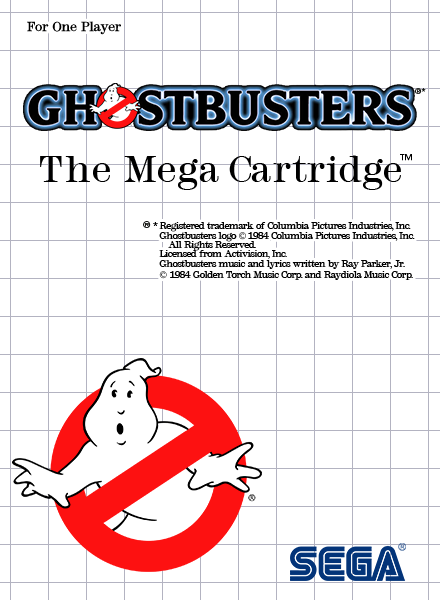 For One Player
GHOSTBUSTERS®*
The Mega Cartridge™
® * Registered trademark of Columbia Pictures Industries, Inc.
Ghostbusters logo © 1984 Columbia Pictures Industries, Inc.
All Rights Reserved.
Licensed from Activision, Inc.
Ghostbusters music and lyrics written by Ray Parker, Jr.
© 1984 Golden Torch Music Corp. and Raydiola Music Corp.
®
SEGA®